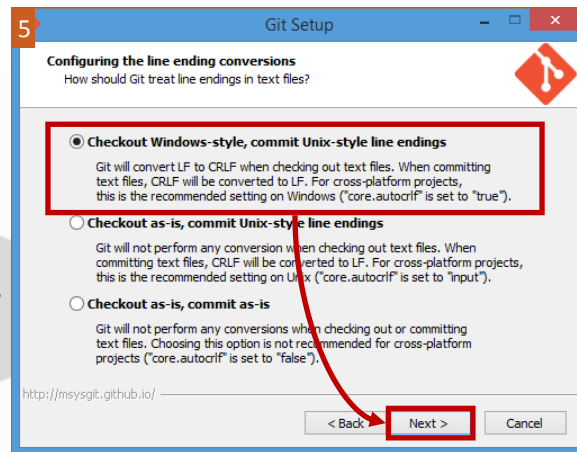 5
Git Setup
Configuring the line ending conversions
How should Git treat line endings in text files?
Checkout Windows-style, commit Unix-style line endings
Git will convert LF to CRLF when checking out text files. When committing
text files, CRLF will be converted to LF. For cross-platform projects,
this is the recommended setting on Windows ("core.autocrlf" is set to "true").
Checkout as-is, commit Unix-style line endings
Git will not perform any conversion when checking out text files. When
committing text files, CRLF will be converted to LF. For cross-platform projects,
this is the recommended setting on Unix ("core.autocrlf" is set to "input").
Checkout as-is, commit as-is
Git will not perform any conversions when checking out or committing
text files. Choosing this option is not recommended for cross-platform
projects ("core.autocrlf" is set to "false").
http://msysgit.github.io/
< Back
Next >
Cancel